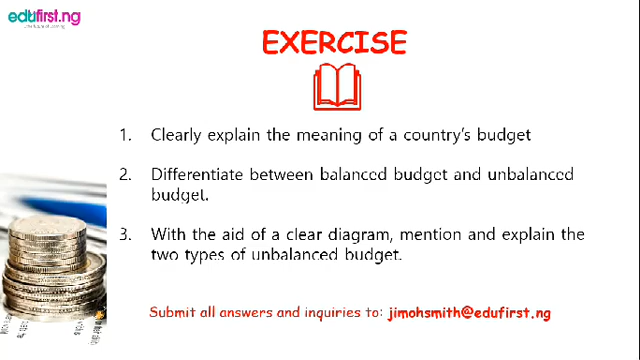 edufirst.ng
EXERCISE
1. Clearly explain the meaning of a country's budget
2. Differentiate between balanced budget and unbalanced
budget.
3. With the aid of a clear diagram, mention and explain the
two types of unbalanced budget.
Submit all answers and inquiries to: jimohsmith@edufirst.ng